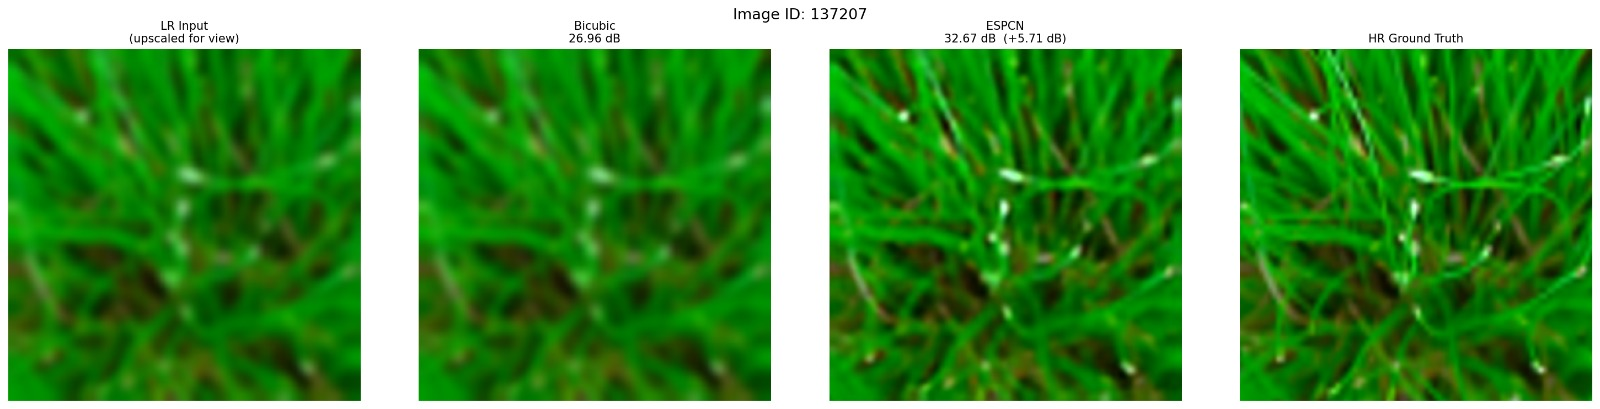 Image ID: 137207
LR Input
(upscaled for view)
Bicubic
26.96 dB
ESPCN
32.67 dB (+5.71 dB)
HR Ground Truth